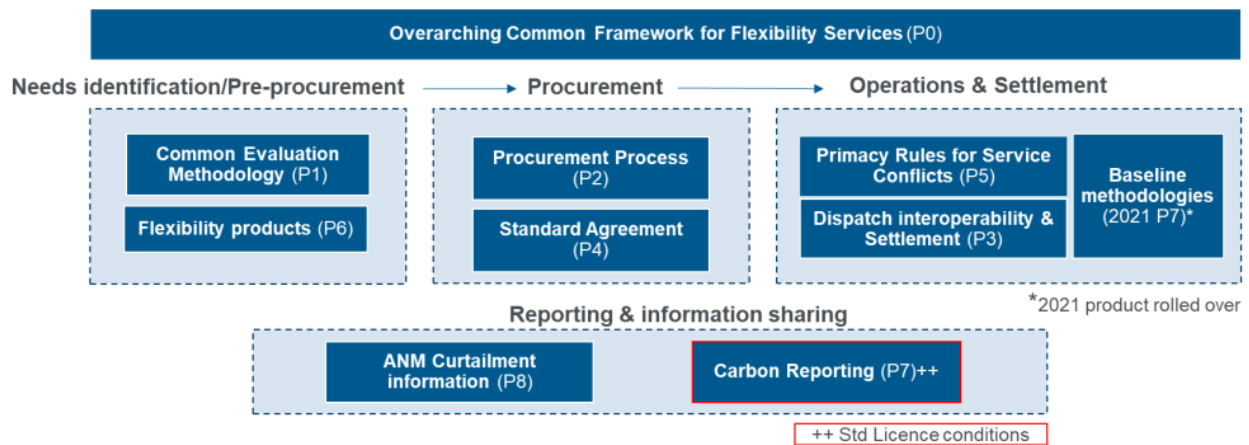 Overarching Common Framework for Flexibility Services (P0)
Needs identification/Pre-procurement
Procurement
Operations & Settlement
Common Evaluation
Methodology (P1)
Flexibility products (P6)
Procurement Process
(P2)
Standard Agreement
(P4)
Primacy Rules for Service
Conflicts (P5)
Dispatch interoperability &
Settlement (P3)
Baseline
methodologies
(2021 P7)*
*2021 product rolled over
Reporting & information sharing
ANM Curtailment
information (P8)
Carbon Reporting (P7)++
++ Std Licence conditions